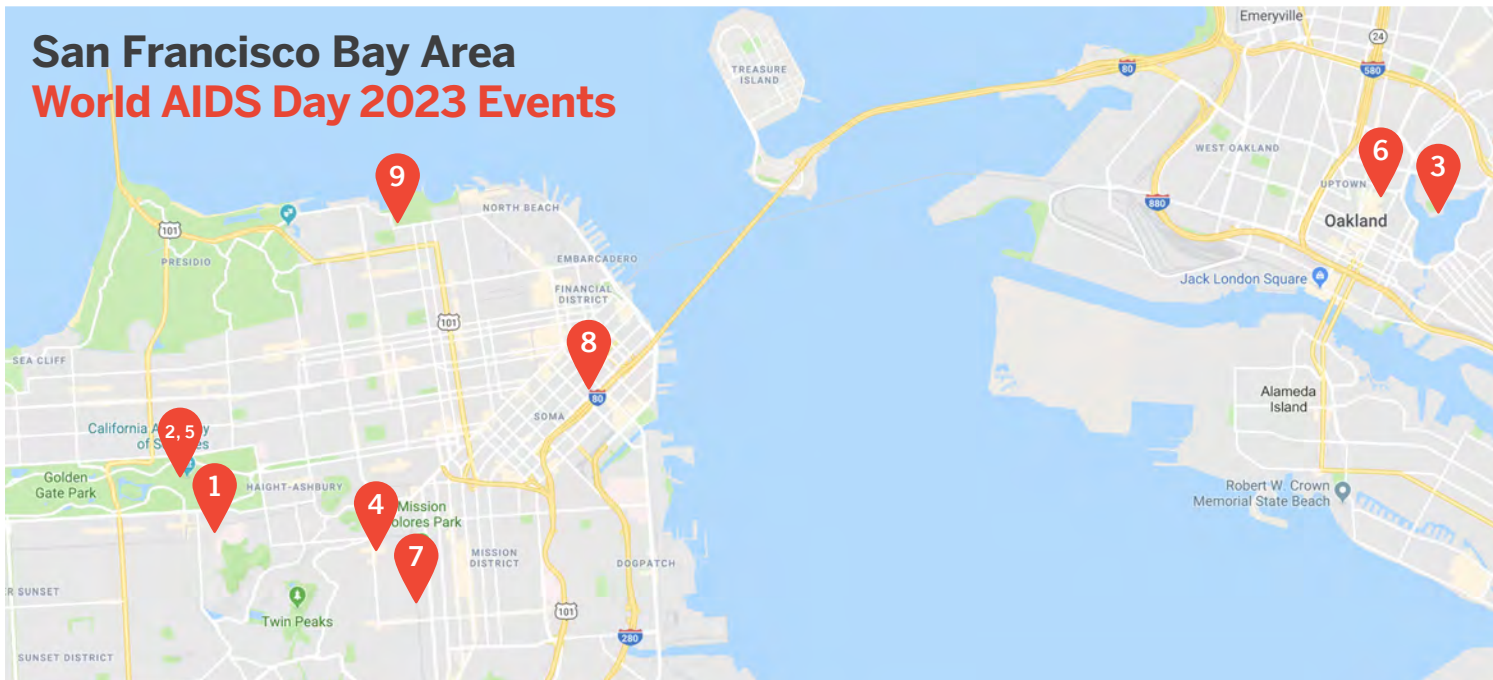 San Francisco Bay Area
World AIDS Day 2023 Events
Emeryville
24
80
580
TREASURE
ISLAND
WEST OAKLAND
6
3
UPTOWN
9
880
Oakland
NORTH BEACH
101
PRESIDIO
EMBARCADERO
Jack London Square
FINANCIAL
DISTRICT
101
8
SEA CLIFF
80
Alameda
Island
SOMA
California
2, 5
of
Golden
Gate Park
1
HAIGHT-ASHBURY
4
Mission
Robert W. Crown
Memorial State Beach
Park
7
MISSION
DISTRICT
DOGPATCH
SUNSET
101
Twin Peaks
280
SUNSET DISTRICT